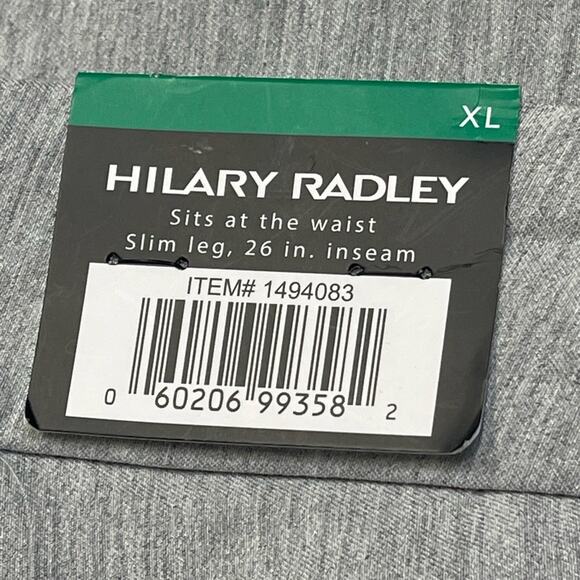 XL
HILARY RADLEY
Sits at the waist
Slim leg, 26 in. inseam
ITEM# 1494083
0 60206 99358 2